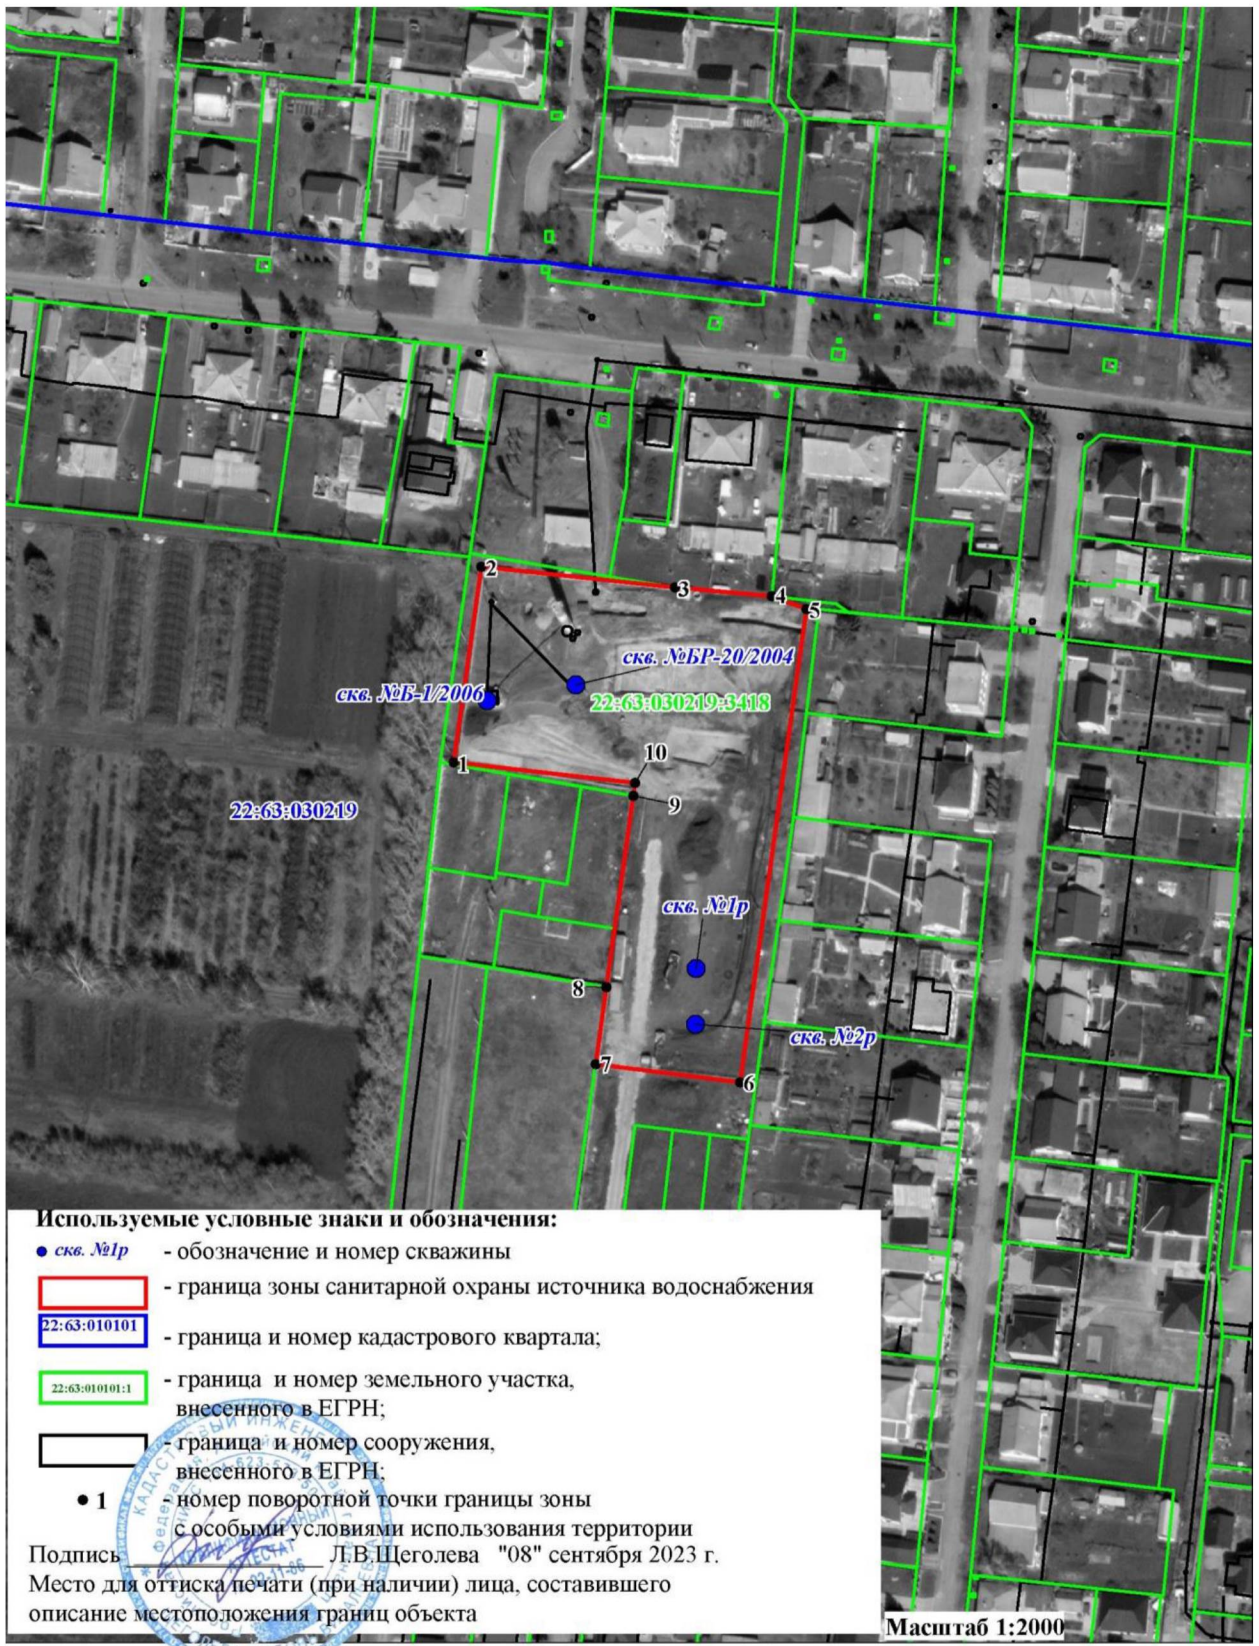 2
3
4
5
скв. №БР-20/2004
скв. №Б-1/2006
22:63:030219:3418
10
1
9
22:63:030219
скв. №1р
8
скв. №2р
7
6
Используемые условные знаки и обозначения:
скв. №1р - обозначение и номер скважины
- граница зоны санитарной охраны источника водоснабжения
22:63:010101 - граница и номер кадастрового квартала;
22:63:010101:1 - граница и номер земельного участка,
внесенного в ЕГРН;
- граница и номер сооружения,
внесенного в ЕГРН;
1 - номер поворотной точки границы зоны
с особыми условиями использования территории
Подпись Л.В.Щеголева "08" сентября 2023 г.
Место для оттиска печати (при наличии) лица, составившего
описание местоположения границ объекта
Масштаб 1:2000